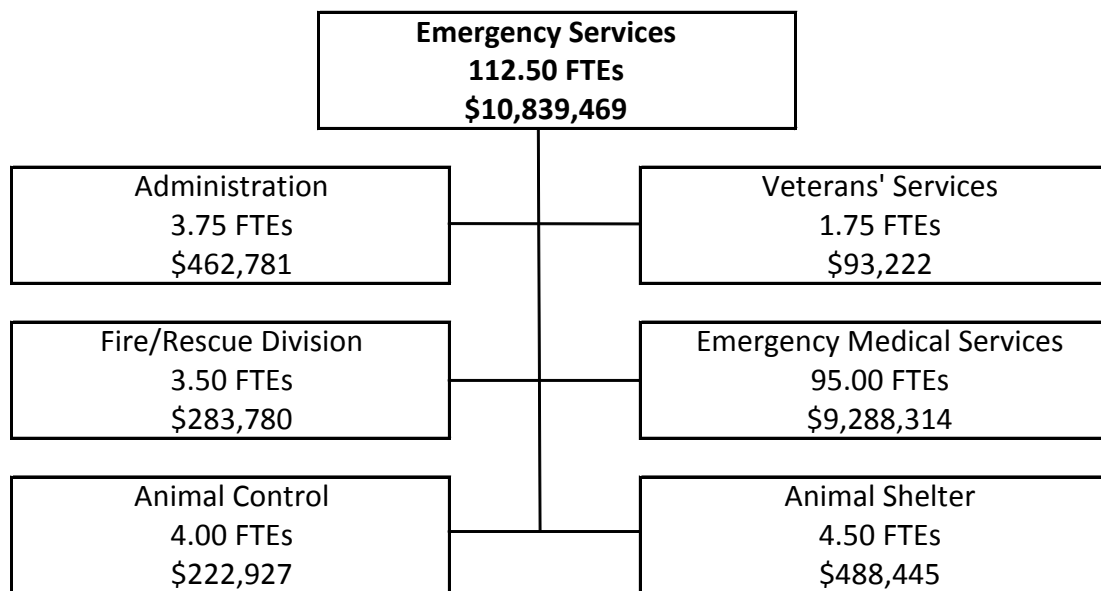 Emergency Services
112.50 FTEs
$10,839,469
Administration
3.75 FTEs
$462,781
Veterans' Services
1.75 FTEs
$93,222
Fire/Rescue Division
3.50 FTEs
$283,780
Emergency Medical Services
95.00 FTEs
$9,288,314
Animal Control
4.00 FTEs
$222,927
Animal Shelter
4.50 FTEs
$488,445